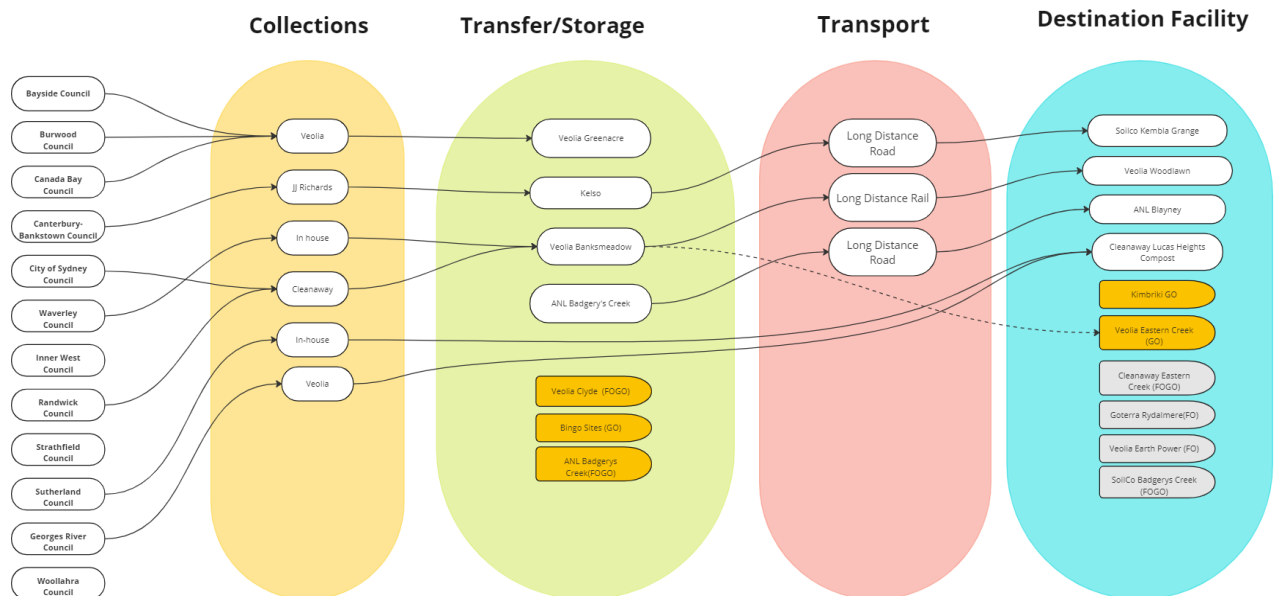 Collections
Transfer/Storage
Transport
Destination Facility
Bayside Council
Burwood
Council
Canada Bay
Council
Canterbury-
Bankstown Council
City of Sydney
Council
Waverley
Council
Inner West
Council
Randwick
Council
Strathfield
Council
Sutherland
Council
Georges River
Council
Woollahra
Council
Veolia
JJ Richards
In house
Cleanaway
In-house
Veolia
Veolia Greenacre
Kelso
Veolia Banksmeadow
ANL Badgery's Creek
Veolia Clyde (FOGO)
Bingo Sites (GO)
ANL Badgerys
Creek(FOGO)
Long Distance
Road
Long Distance Rail
Long Distance
Road
Soilco Kembla Grange
Veolia Woodlawn
ANL Blayney
Cleanaway Lucas Heights
Compost
Kimbriki GO
Veolia Eastern Creek
(GO)
Cleanaway Eastern
Creek (FOGO)
Goterra Rydalmere(FO)
Veolia Earth Power (FO)
SoilCo Badgerys Creek
(FOGO)